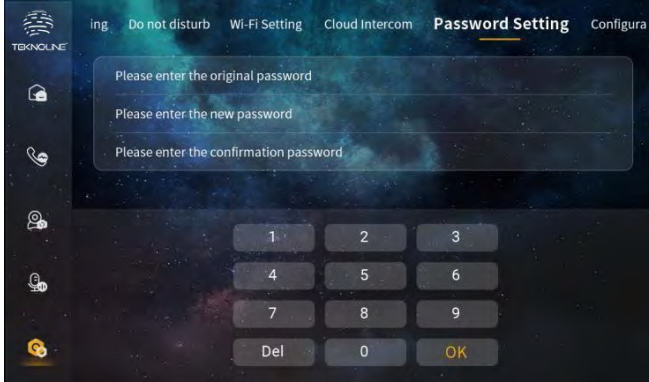 TEKNOLINE
ing Do not disturb Wi-Fi Setting Cloud Intercom Password Setting Configura
Please enter the original password
Please enter the new password
Please enter the confirmation password
1 2 3
4 5 6
7 8 9
Del 0 OK